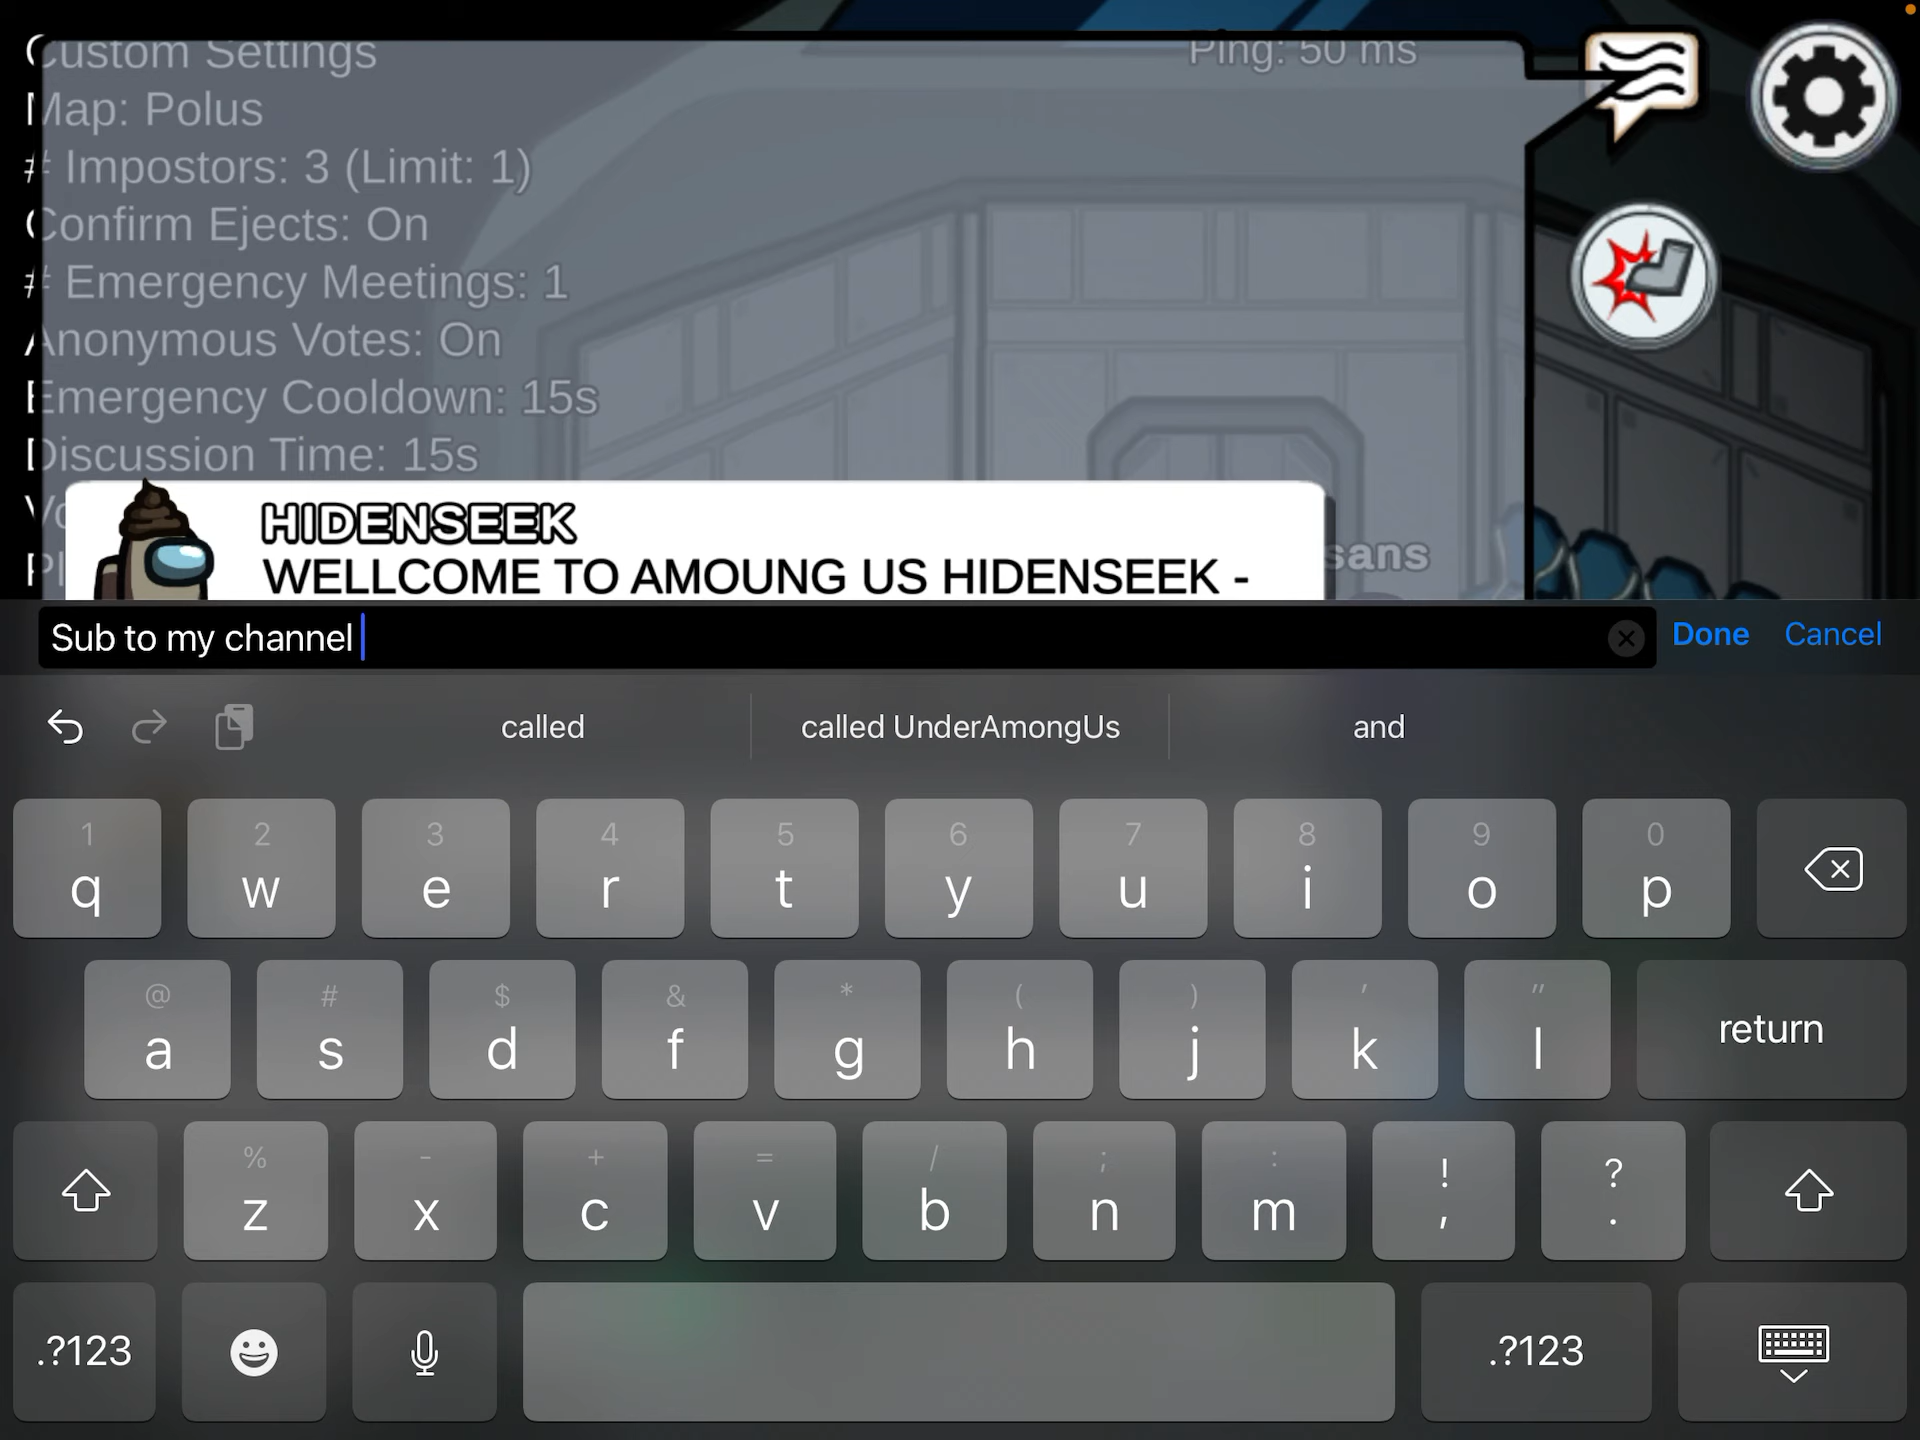 Custom Settings
Ping: 50 ms
Map: Polus
# Impostors: 3 (Limit: 1)
Confirm Ejects: On
# Emergency Meetings: 1
Anonymous Votes: On
Emergency Cooldown: 15s
Discussion Time: 15s
HIDENSEEK
WELLCOME TO AMOUNG US HIDENSEEK -
sans
Sub to my channel
Done
Cancel
called
called UnderAmongUs
and
1 2 3 4 5 6 7 8 9 0
q w e r t y u i o p
@ # $ & * ( ) ' "
a s d f g h j k l return
% - + = / ; : ! ?
z x c v b n m , .
.?123
.?123